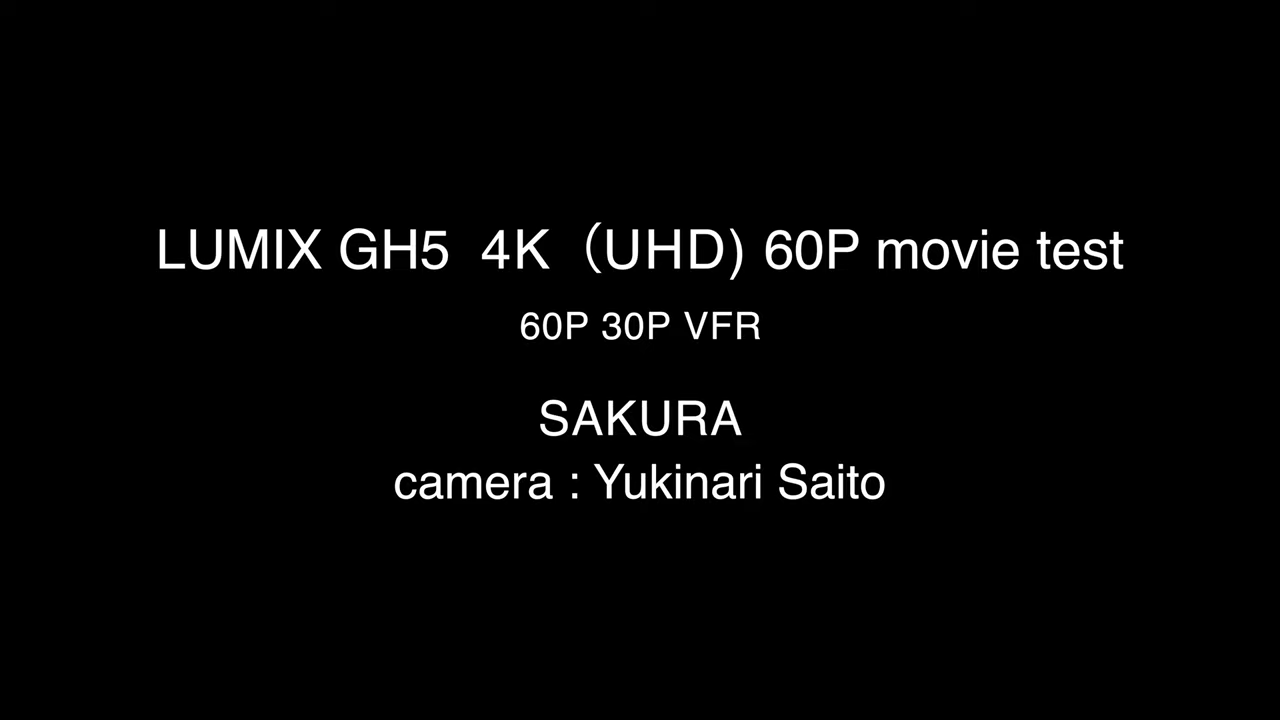 LUMIX GH5  4K（UHD) 60P movie test
60P 30P VFR
SAKURA
camera : Yukinari Saito